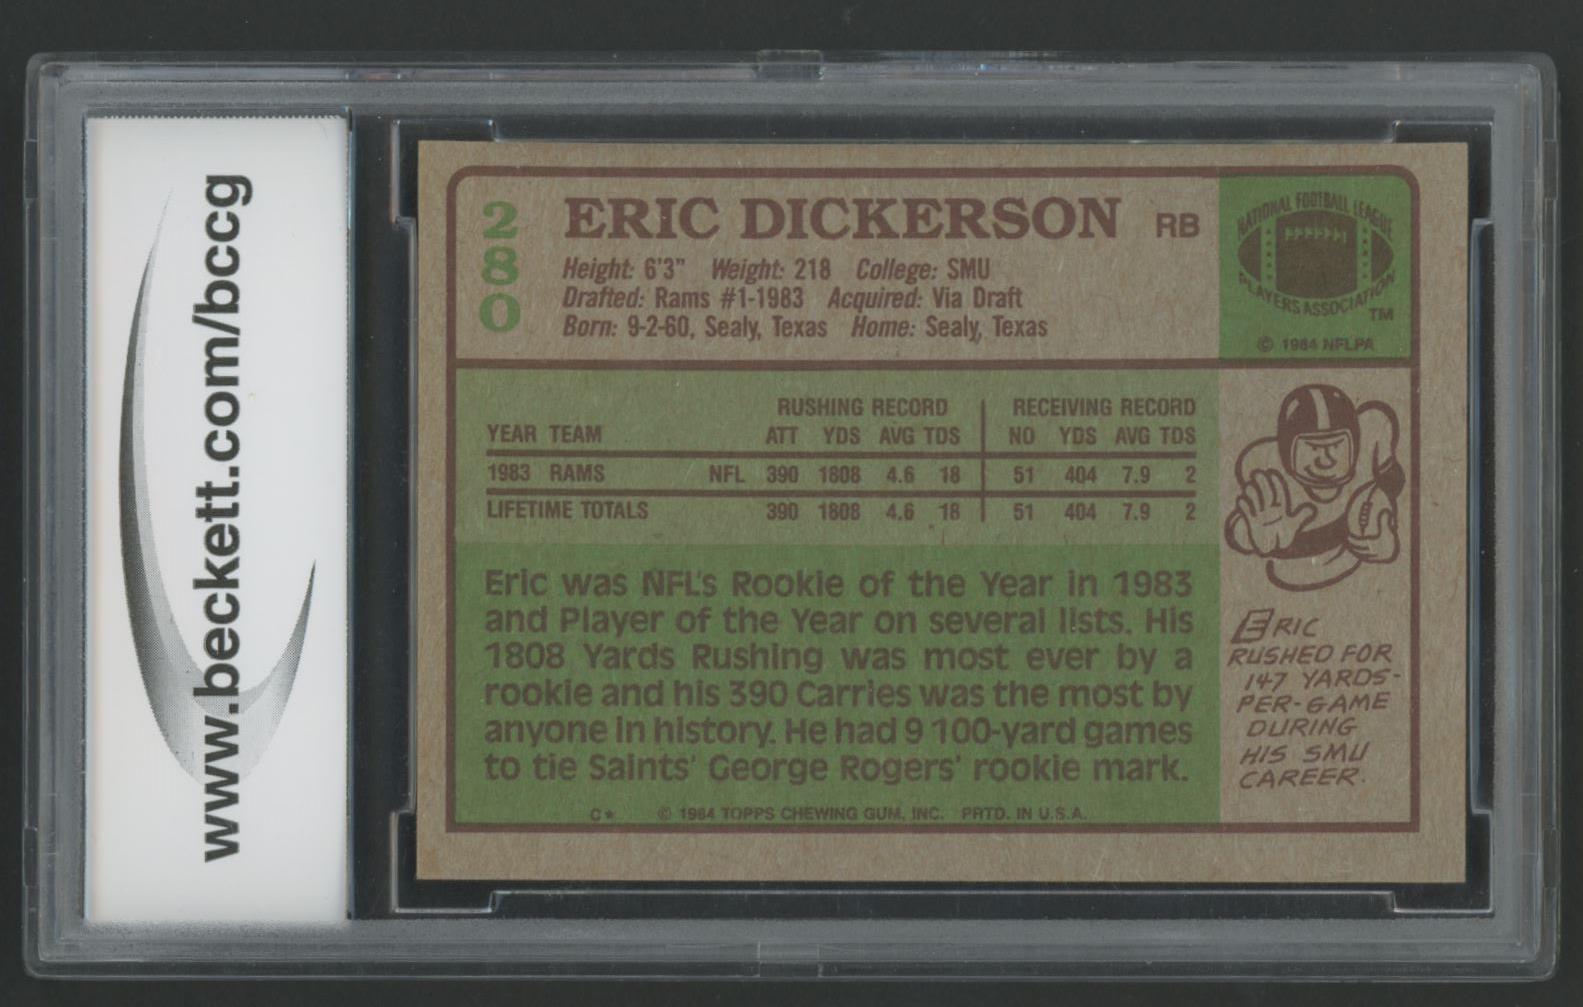 www.beckett.com/bccg
280
ERIC DICKERSON RB
Height: 6'3" Weight: 218 College: SMU
Drafted: Rams #1-1983 Acquired: Via Draft
Born: 9-2-60, Sealy, Texas Home: Sealy, Texas
NATIONAL FOOTBALL LEAGUE
PLAYERS ASSOCIATION
TM
© 1984 NFLPA
RUSHING RECORD RECEIVING RECORD
YEAR TEAM ATT YDS AVG TDS NO YDS AVG TDS
1983 RAMS NFL 390 1808 4.6 18 51 404 7.9 2
LIFETIME TOTALS 390 1808 4.6 18 51 404 7.9 2
Eric was NFL's Rookie of the Year in 1983
and Player of the Year on several lists. His
1808 Yards Rushing was most ever by a
rookie and his 390 Carries was the most by
anyone in history. He had 9 100-yard games
to tie Saints' George Rogers' rookie mark.
C* © 1984 TOPPS CHEWING GUM, INC. PRTD. IN U.S.A.
ERIC
RUSHED FOR
147 YARDS-
PER-GAME
DURING
HIS SMU
CAREER.